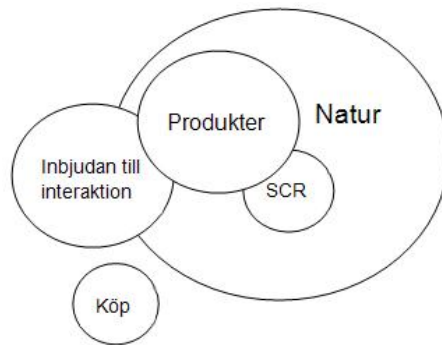 Produkter
Natur
Inbjudan till
interaktion
SCR
Köp